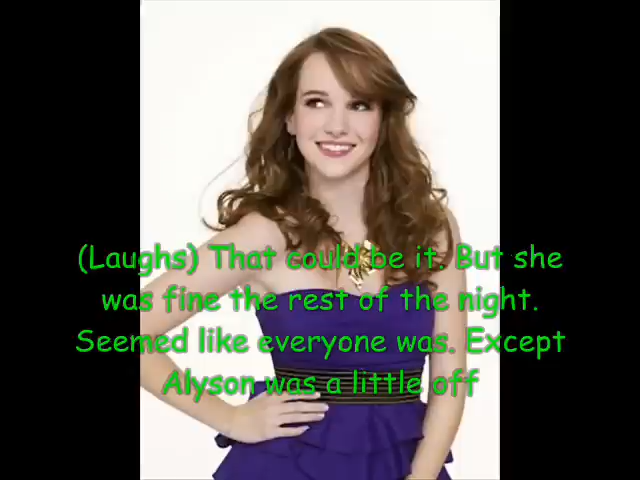 (Laughs) That could be it. But she
was fine the rest of the night.
Seemed like everyone was. Except
Alyson was a little off